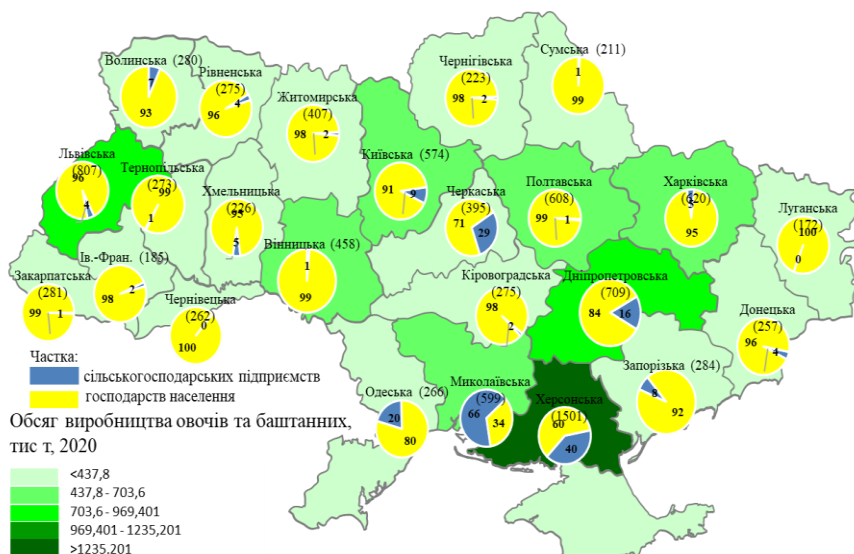 Волинська (280)
7
93
Рівненська
(275)
4
96
Житомирська
(407)
98
2
Чернігівська
(223)
98
2
Сумська (211)
1
99
Львівська
(807)
96
4
Тернопільська
(273)
99
1
Хмельницька
(226)
95
5
Київська (574)
91
9
Черкаська
(395)
71
29
Полтавська
(608)
99
1
Харківська
(620)
5
95
Луганська
(172)
100
0
Вінницька (458)
1
99
Ів.-Фран. (185)
2
98
Закарпатська
(281)
99
1
Чернівецька
(262)
0
100
Кіровоградська
(275)
98
2
Дніпропетровська
(709)
84
16
Донецька
(257)
96
4
Запорізька (284)
8
92
Одеська (266)
20
80
Миколаївська
(599)
66
34
Херсонська
(1501)
60
40
Частка:
сільськогосподарських підприємств
господарств населення
Обсяг виробництва овочів та баштанних,
тис т, 2020
<437,8
437,8 - 703,6
703,6 - 969,401
969,401 - 1235,201
>1235,201